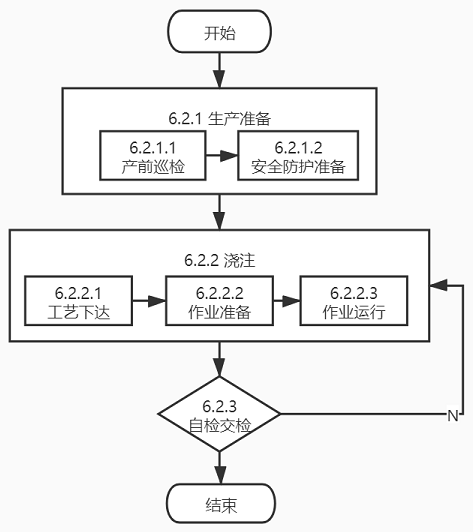 开始
6.2.1 生产准备
6.2.1.1
产前巡检
6.2.1.2
安全防护准备
6.2.2 浇注
6.2.2.1
工艺下达
6.2.2.2
作业准备
6.2.2.3
作业运行
6.2.3
自检交检
N
结束